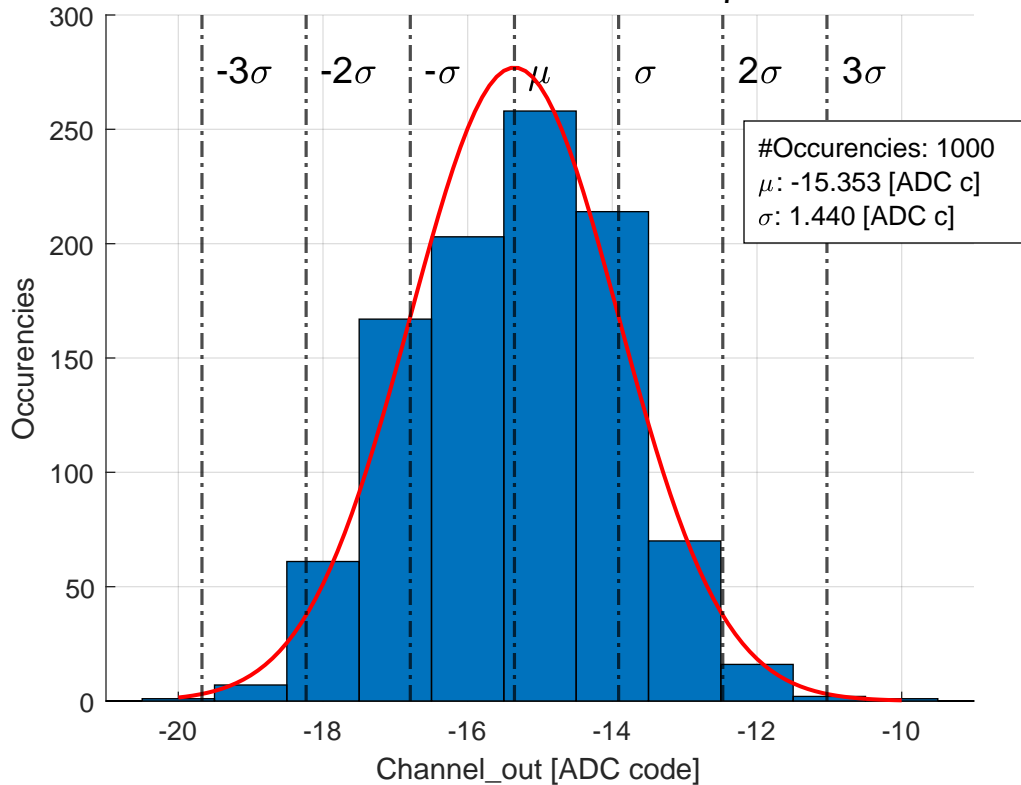 300
-3σ -2σ -σ μ σ 2σ 3σ
250
#Occurencies: 1000
μ: -15.353 [ADC c]
σ: 1.440 [ADC c]
200
Occurencies
150
100
50
0
-20 -18 -16 -14 -12 -10
Channel_out [ADC code]